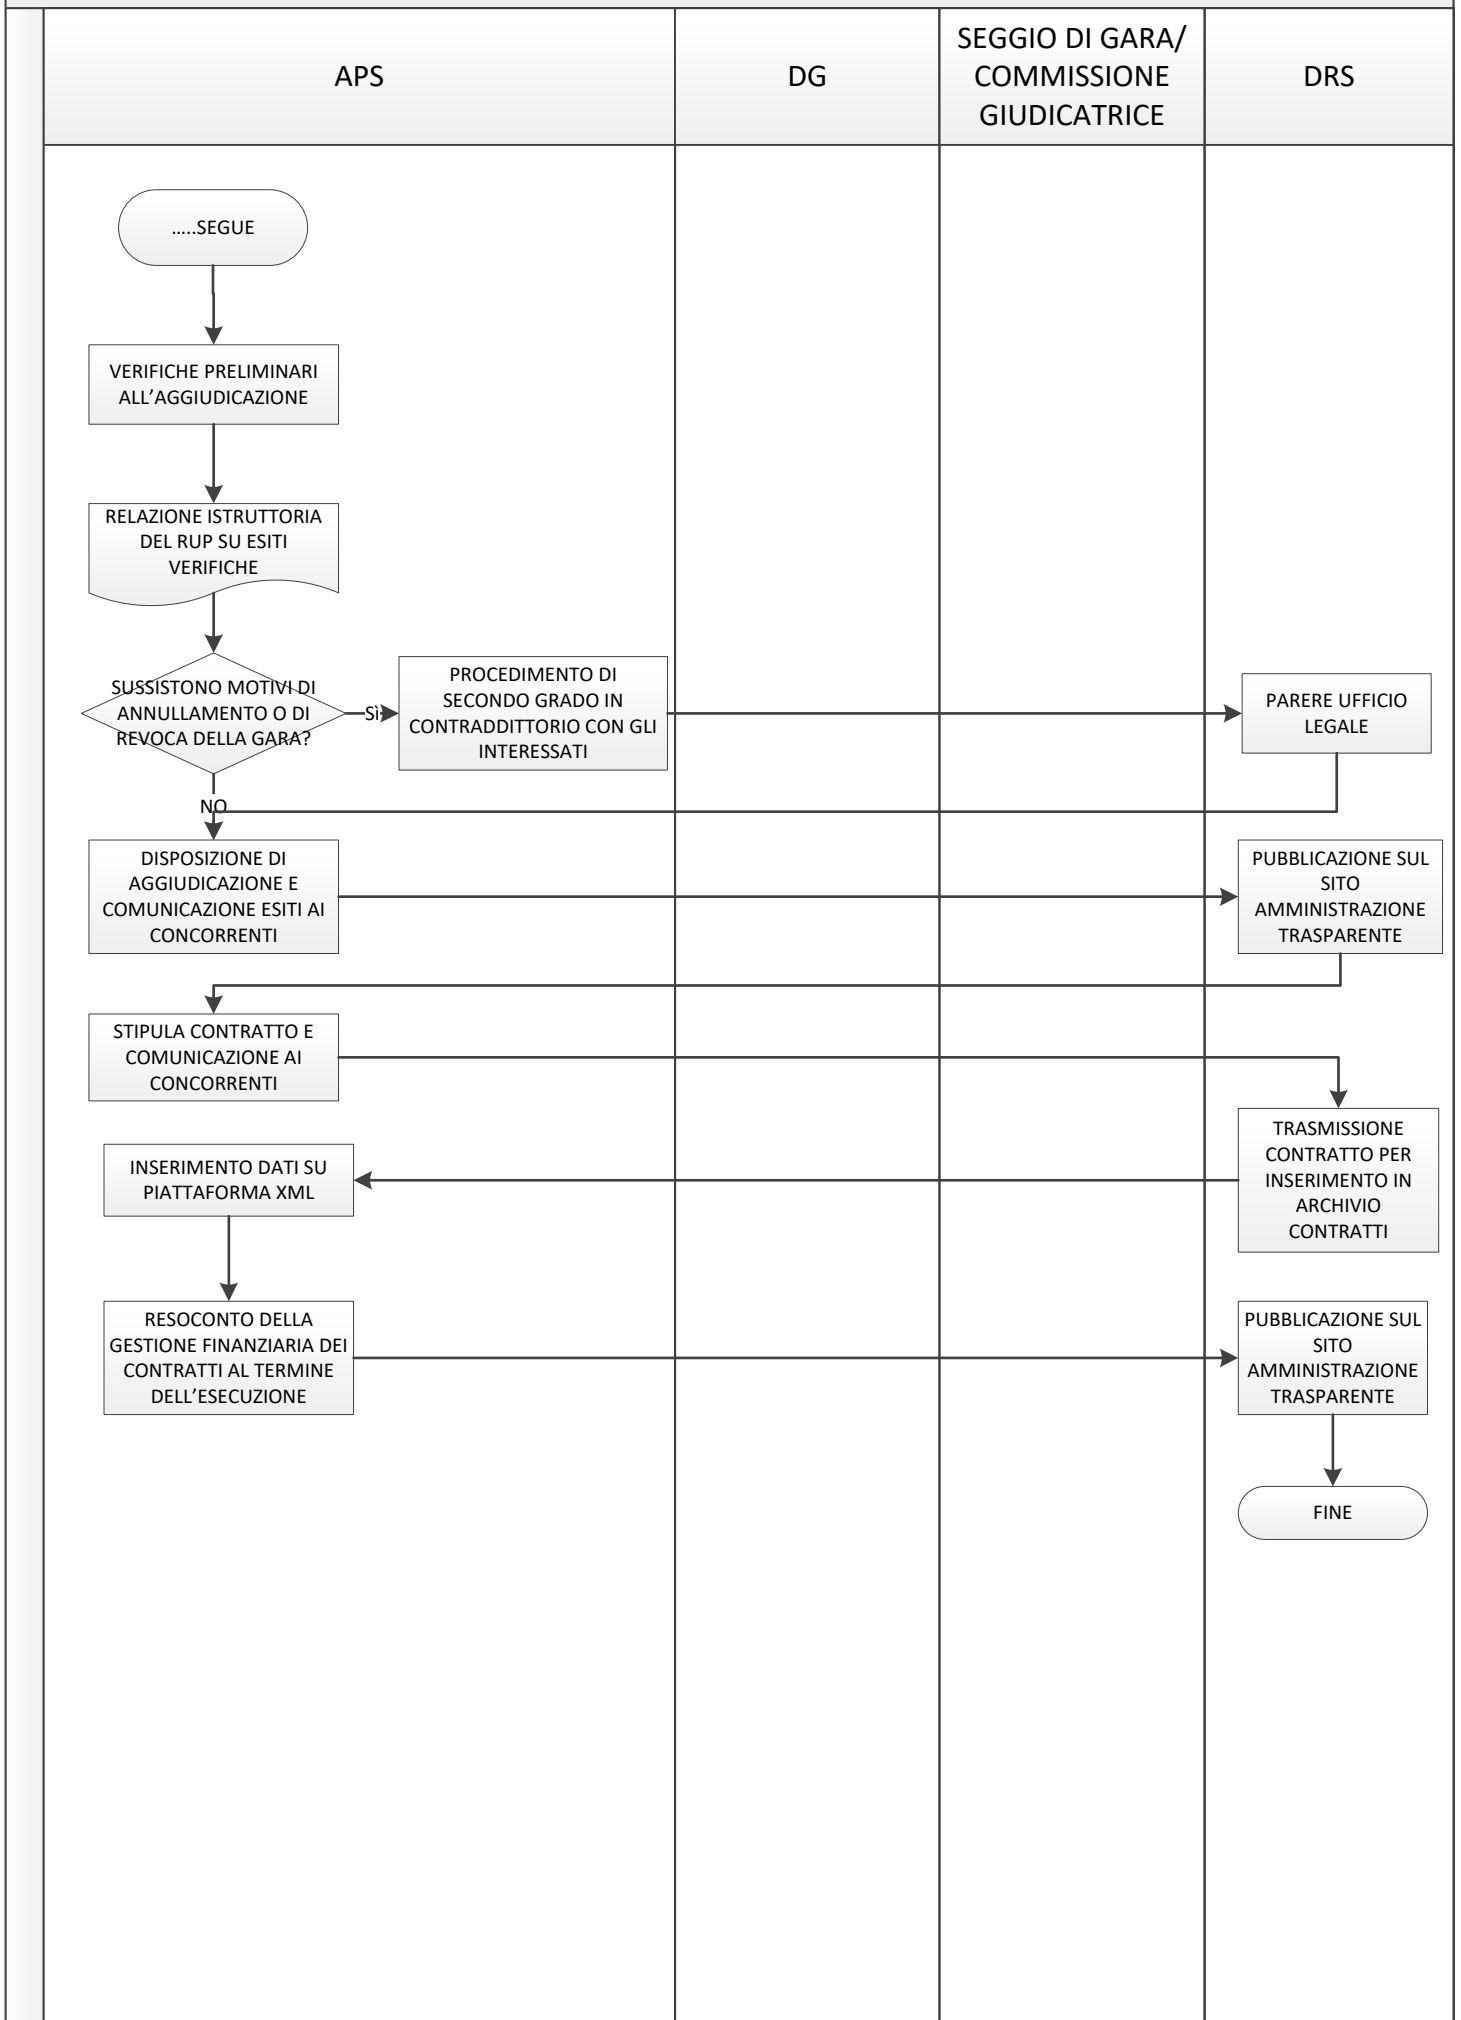 APS
DG
SEGGIO DI GARA/
COMMISSIONE
GIUDICATRICE
DRS
.....SEGUE
VERIFICHE PRELIMINARI
ALL’AGGIUDICAZIONE
RELAZIONE ISTRUTTORIA
DEL RUP SU ESITI
VERIFICHE
SUSSISTONO MOTIVI DI
ANNULLAMENTO O DI
REVOCA DELLA GARA?
Sì
PROCEDIMENTO DI
SECONDO GRADO IN
CONTRADDITTORIO CON GLI
INTERESSATI
PARERE UFFICIO
LEGALE
NO
DISPOSIZIONE DI
AGGIUDICAZIONE E
COMUNICAZIONE ESITI AI
CONCORRENTI
PUBBLICAZIONE SUL
SITO
AMMINISTRAZIONE
TRASPARENTE
STIPULA CONTRATTO E
COMUNICAZIONE AI
CONCORRENTI
TRASMISSIONE
CONTRATTO PER
INSERIMENTO IN
ARCHIVIO
CONTRATTI
INSERIMENTO DATI SU
PIATTAFORMA XML
RESOCONTO DELLA
GESTIONE FINANZIARIA DEI
CONTRATTI AL TERMINE
DELL’ESECUZIONE
PUBBLICAZIONE SUL
SITO
AMMINISTRAZIONE
TRASPARENTE
FINE